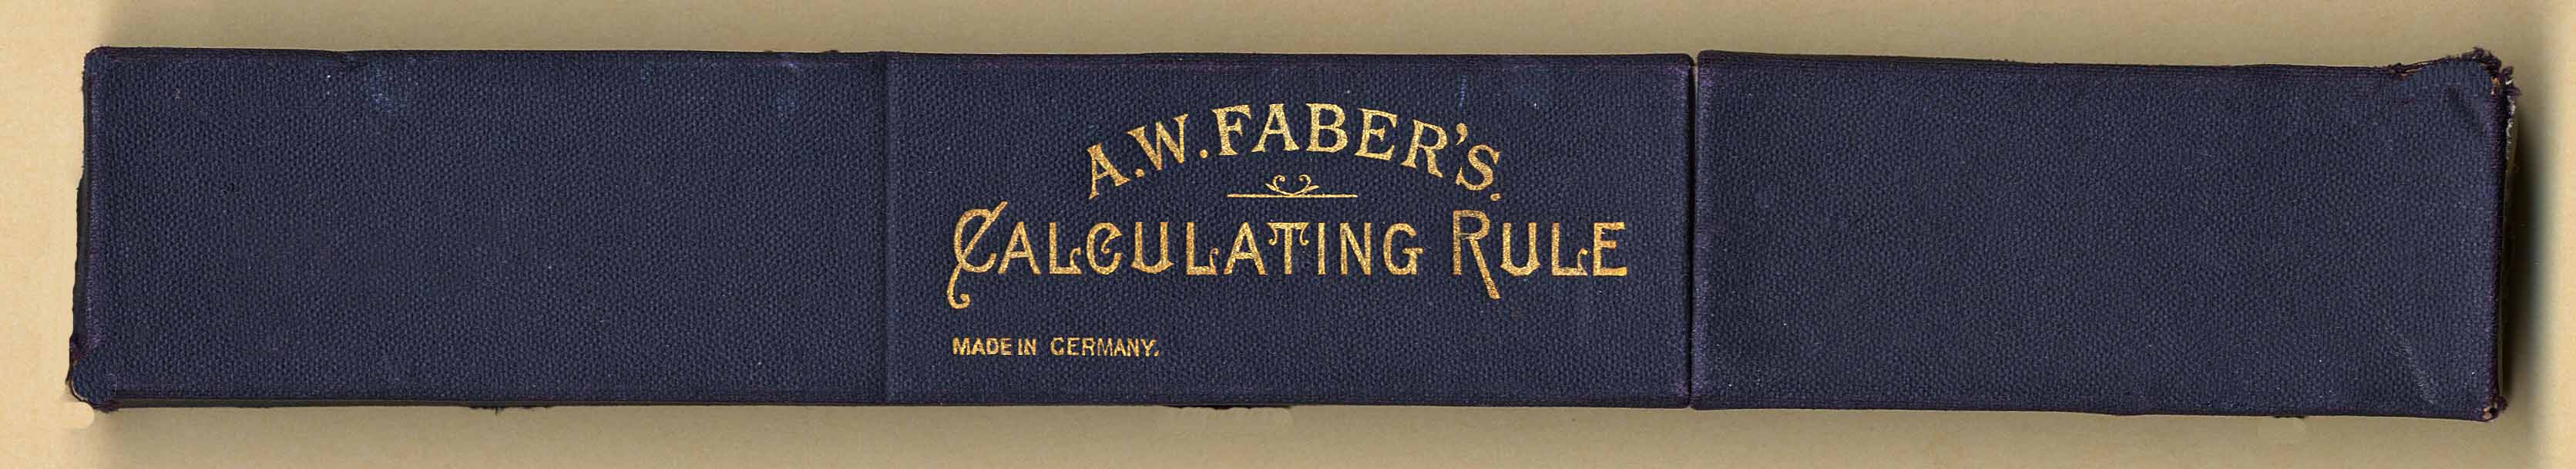 A.W. FABER'S.
CALCULATING RULE
MADE IN GERMANY.